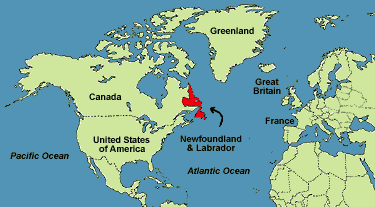 Greenland
Great
Britain
Canada
France
United States
of America
Newfoundland
& Labrador
Pacific Ocean
Atlantic Ocean